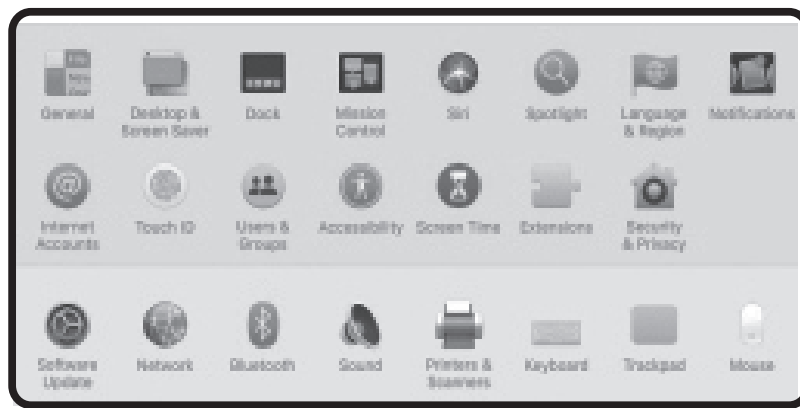 General
Desktop &
Screen Saver
Dock
Mission
Control
Siri
Spotlight
Language
& Region
Notifications
Internet
Accounts
Touch ID
Users &
Groups
Accessibility
Screen Time
Extensions
Security
& Privacy
Software
Update
Network
Bluetooth
Sound
Printers &
Scanners
Keyboard
Trackpad
Mouse